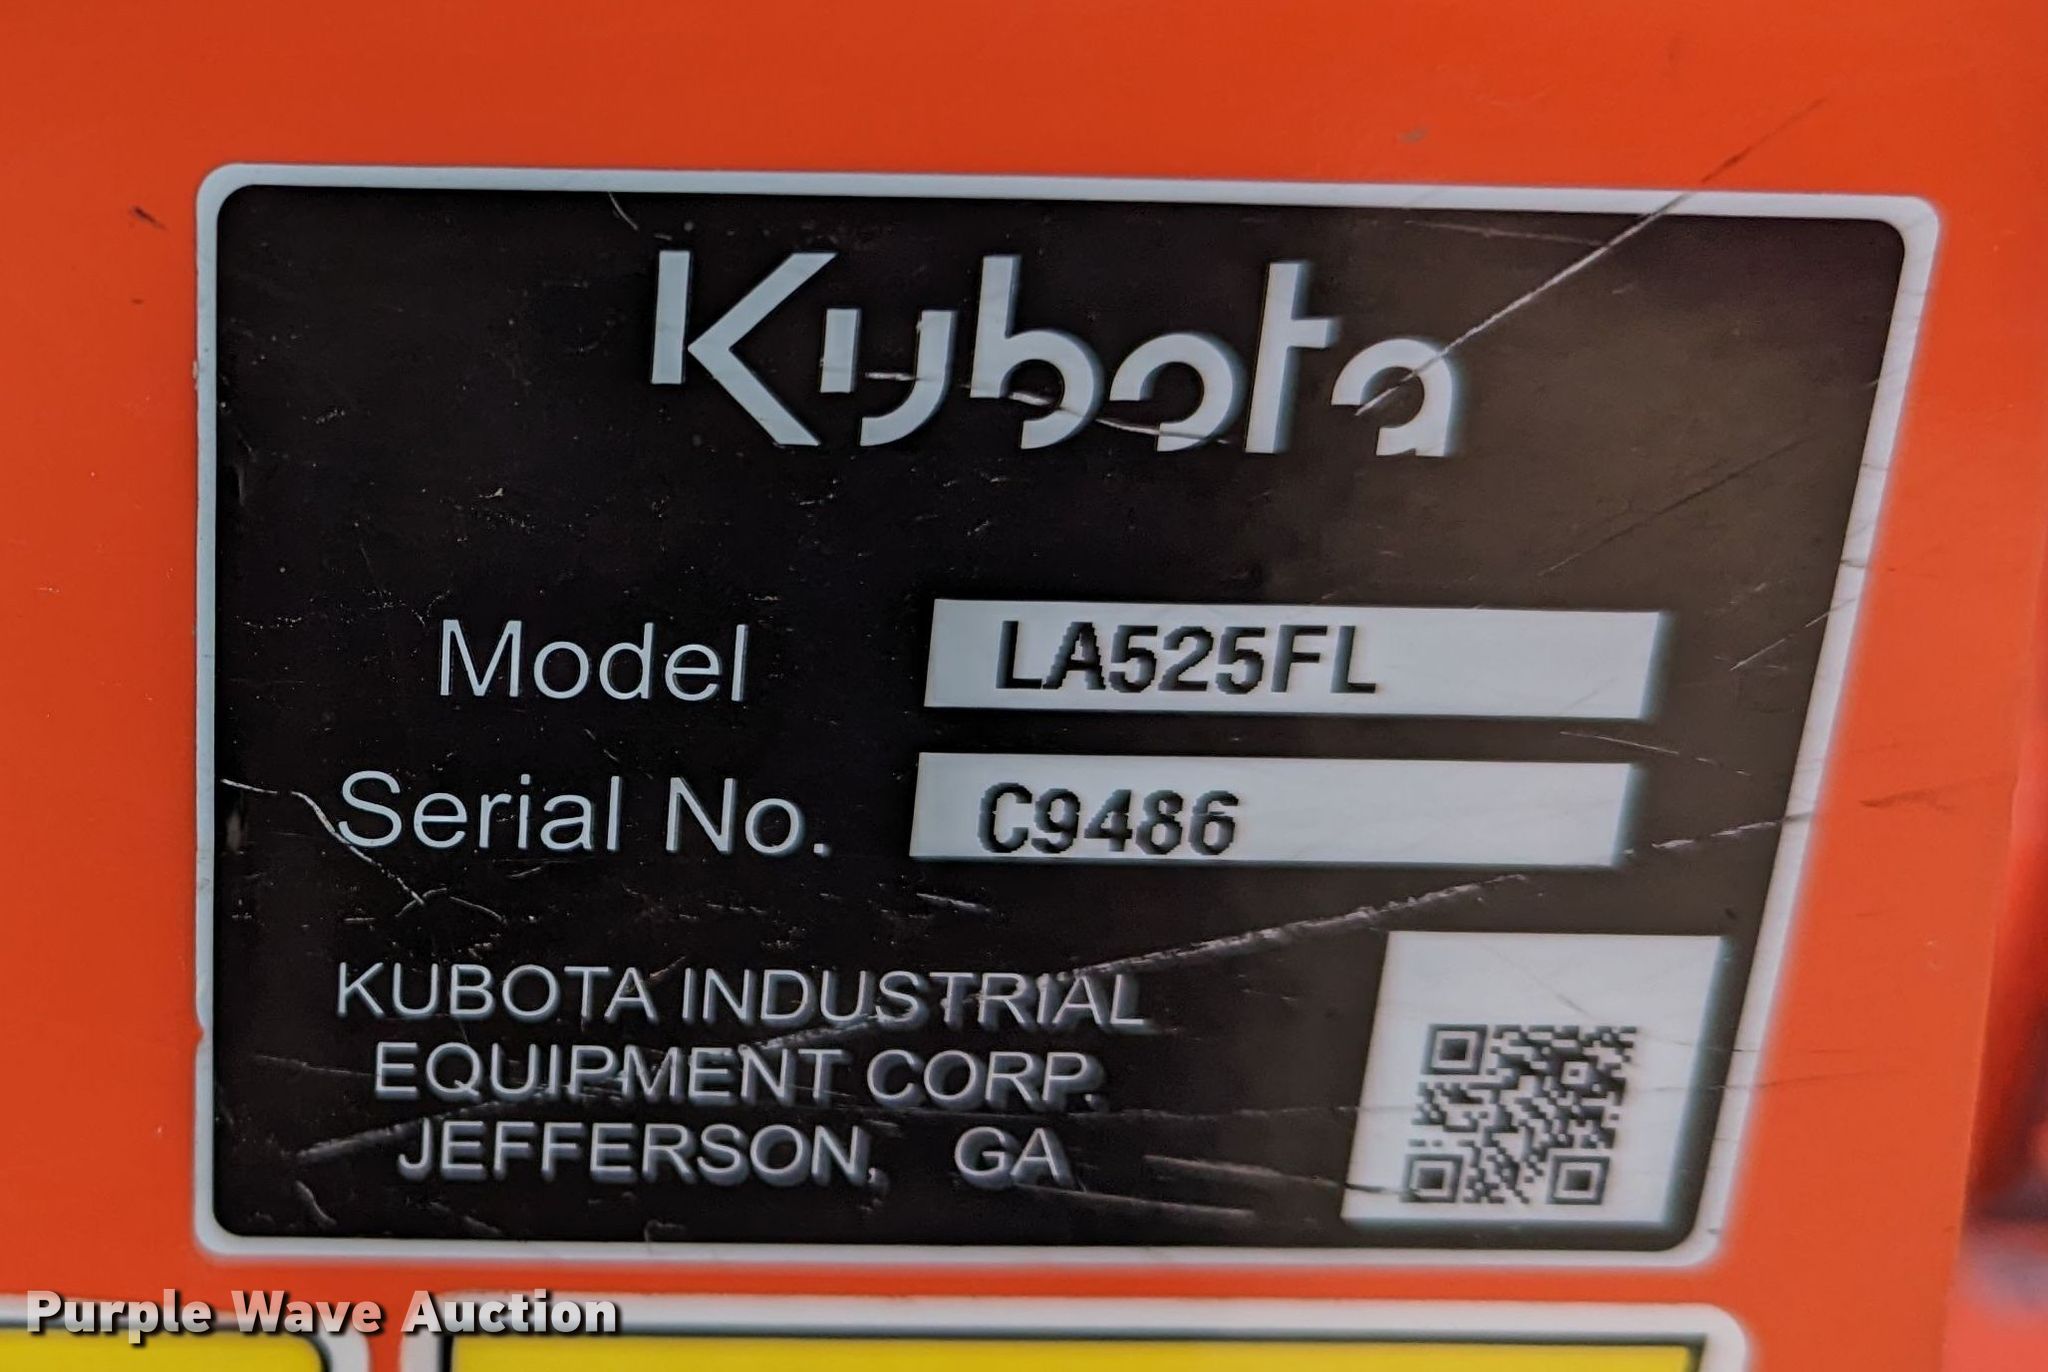 Kubota
Model LA525FL
Serial No. C9486
KUBOTA INDUSTRIAL
EQUIPMENT CORP.
JEFFERSON, GA
Purple Wave Auction